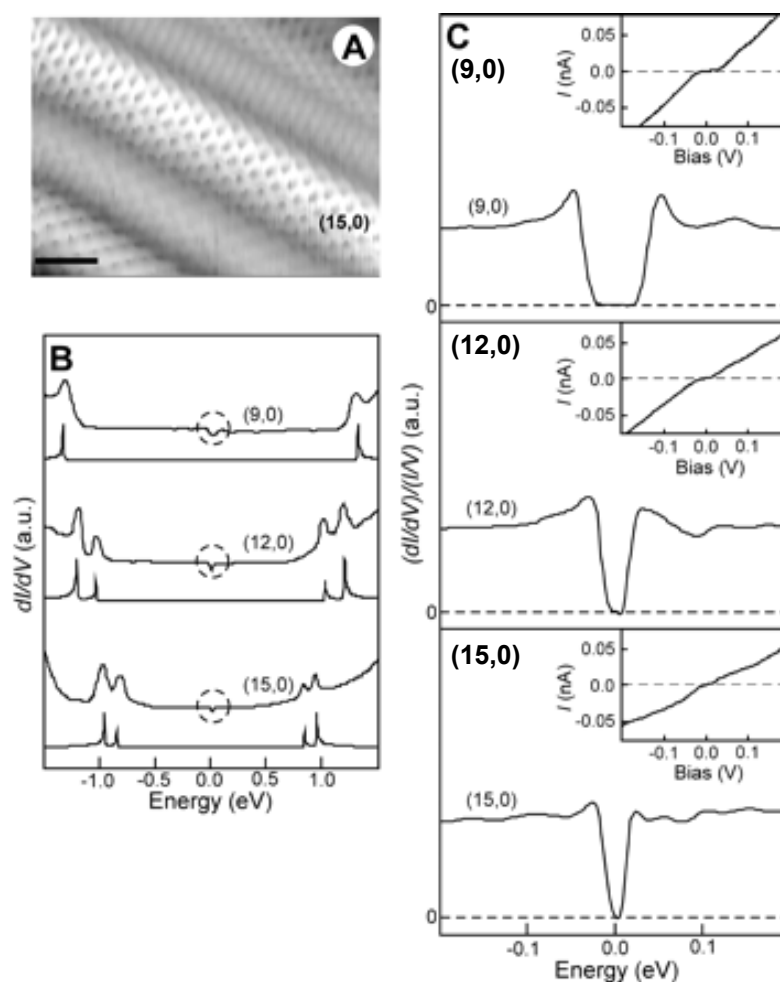 A
(15,0)
B
(9,0)
(12,0)
(15,0)
dI/dV (a.u.)
-1.0 -0.5 0.0 0.5 1.0
Energy (eV)
C
(9,0)
I (nA)
0.05
0.0
-0.05
-0.1 0.0 0.1
Bias (V)
(9,0)
0
(12,0)
I (nA)
0.05
0.0
-0.05
-0.1 0.0 0.1
Bias (V)
(12,0)
0
(dI/dV)/(I/V) (a.u.)
(15,0)
I (nA)
0.05
0.0
-0.05
-0.1 0.0 0.1
Bias (V)
(15,0)
0
-0.1 0.0 0.1
Energy (eV)